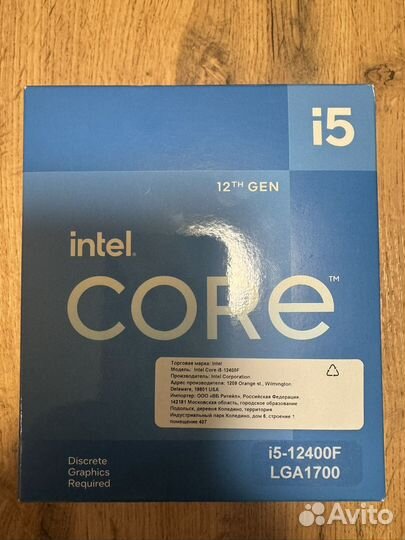 i5
12TH GEN
intel.
CORE™
Торговая марка: Intel
Модель: Intel Core i5 12400F
Производитель: Intel Corporation
Адрес производителя: 1209 Orange st., Wilmington
Delaware, 19801 USA
Импортер: ООО «ВБ Ритейл», Российская Федерация
142181 Московская область, городское образование
Подольск, деревня Коледино, территория
Индустриальный парк Коледино, дом 6, строение 1
помещение 407
i5-12400F
LGA1700
Discrete
Graphics
Required
Avito